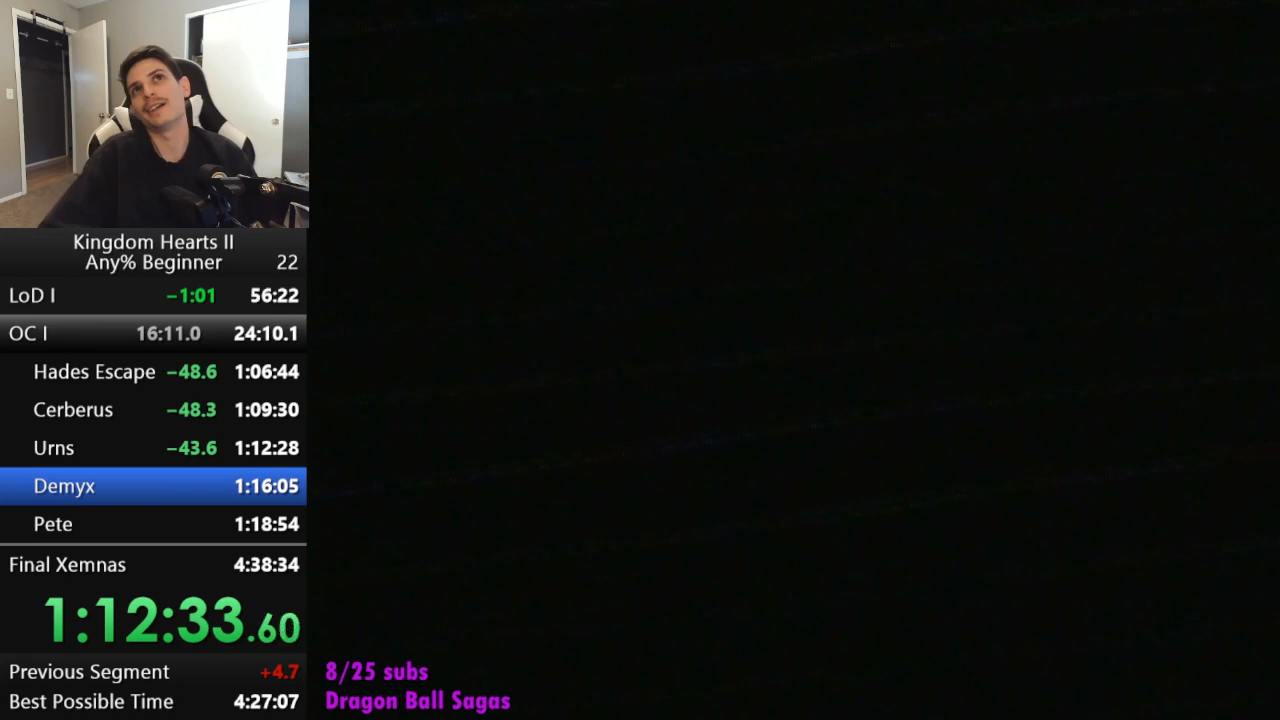 Kingdom Hearts II
Any% Beginner 22
LoD I −1:01 56:22
OC I 16:11.0 24:10.1
Hades Escape −48.6 1:06:44
Cerberus −48.3 1:09:30
Urns −43.6 1:12:28
Demyx 1:16:05
Pete 1:18:54
Final Xemnas 4:38:34
1:12:33.60
Previous Segment +4.7
Best Possible Time 4:27:07
8/25 subs
Dragon Ball Sagas